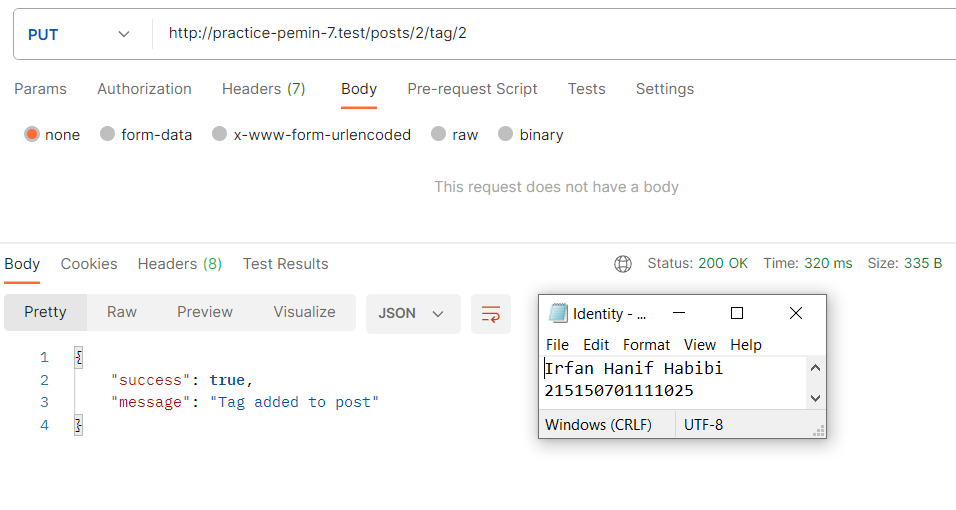 PUT http://practice-pemin-7.test/posts/2/tag/2
Params Authorization Headers (7) Body Pre-request Script Tests Settings
none form-data x-www-form-urlencoded raw binary
This request does not have a body
Body Cookies Headers (8) Test Results Status: 200 OK Time: 320 ms Size: 335 B
Pretty Raw Preview Visualize JSON
1 {
2 "success": true,
3 "message": "Tag added to post"
4 }
Identity - ...
File Edit Format View Help
Irfan Hanif Habibi
215150701111025
Windows (CRLF) UTF-8